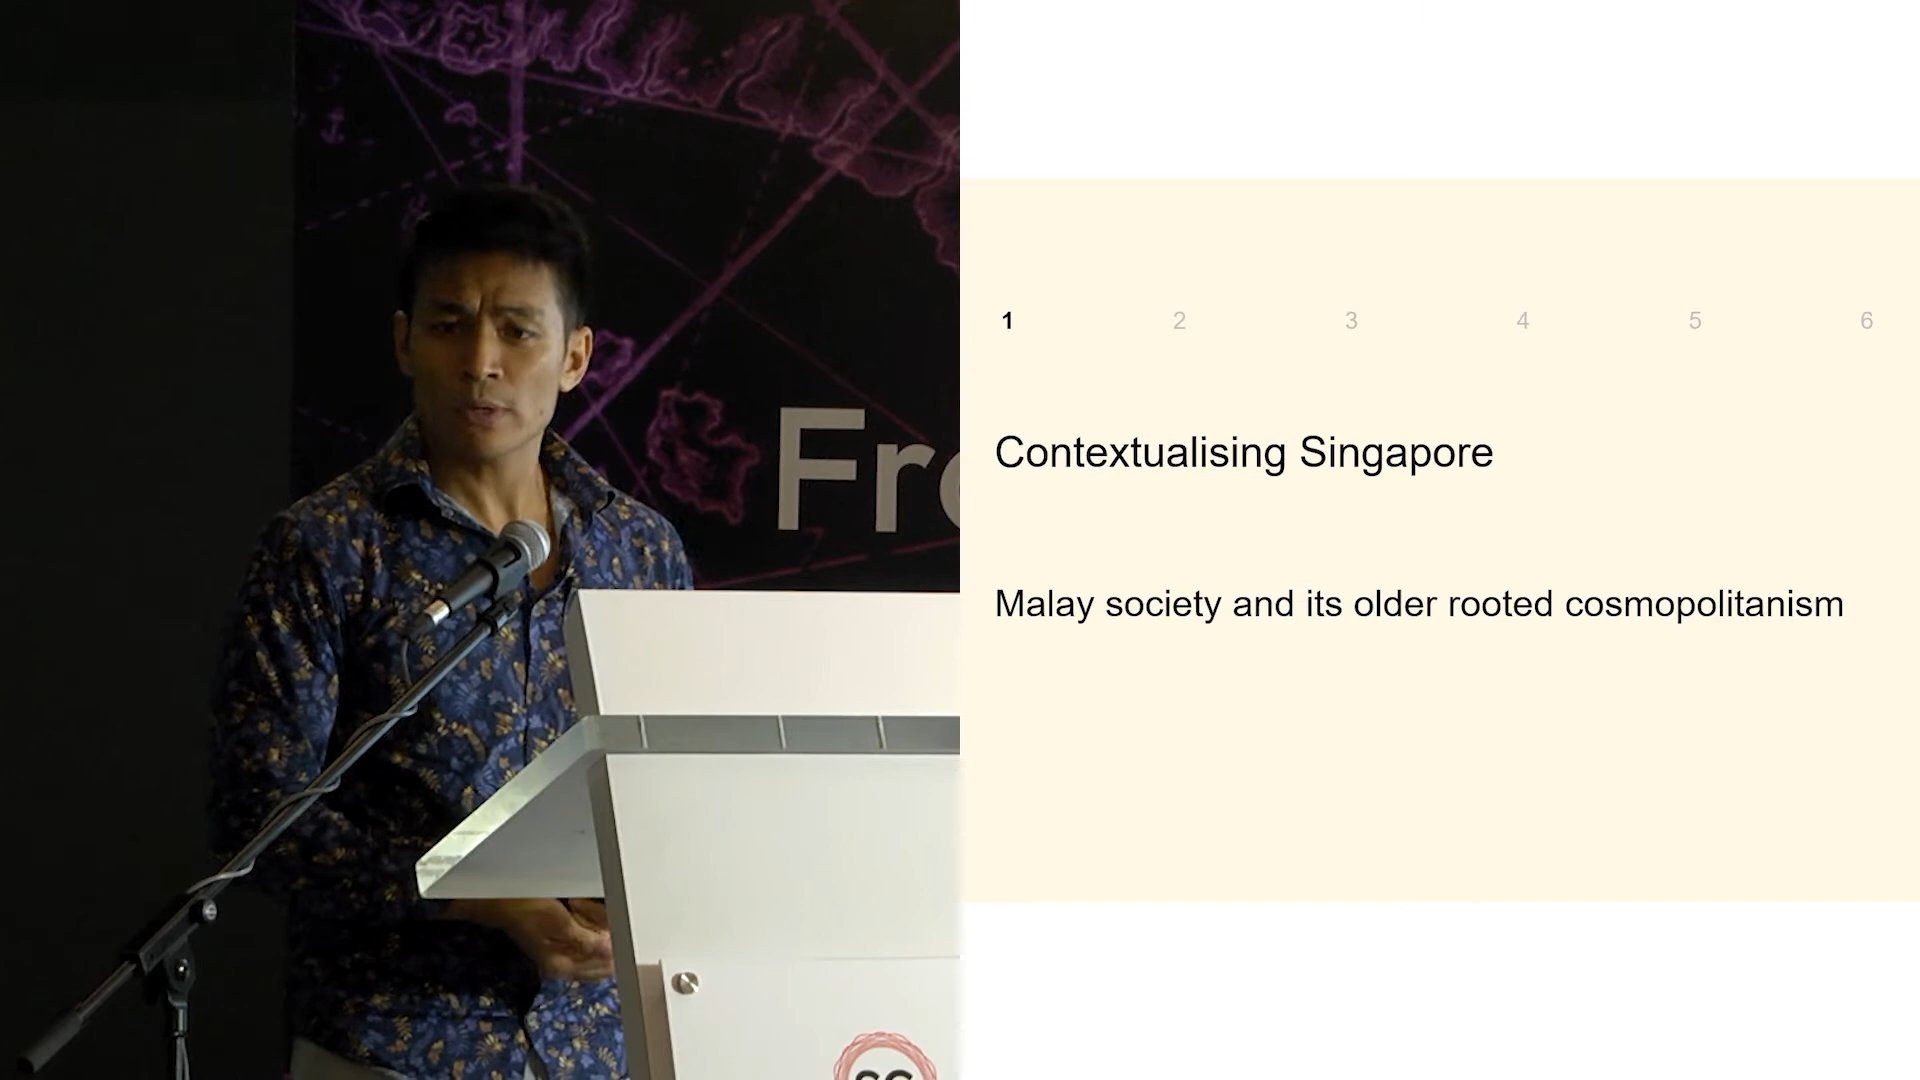 Fr
1 2 3 4 5 6
Contextualising Singapore
Malay society and its older rooted cosmopolitanism